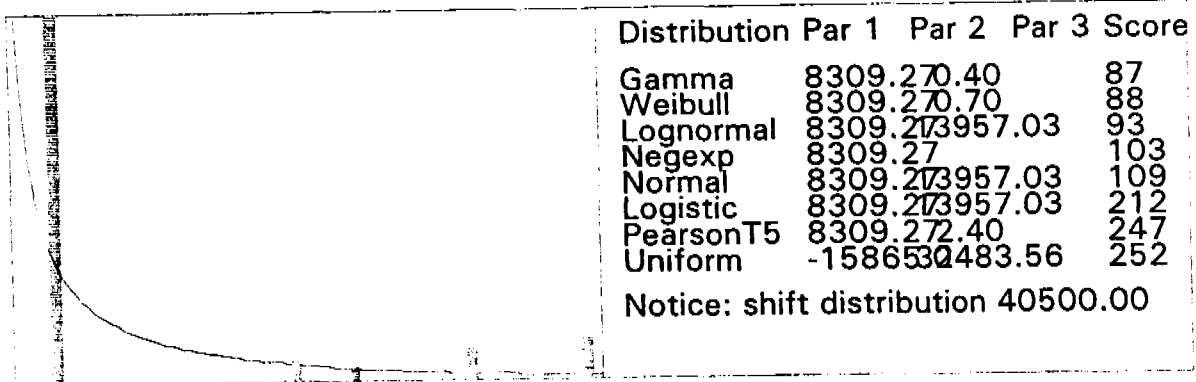 Distribution Par 1 Par 2 Par 3 Score
Gamma 8309.27 0.40 87
Weibull 8309.27 0.70 88
Lognormal 8309.27 13957.03 93
Negexp 8309.27 103
Normal 8309.27 13957.03 109
Logistic 8309.27 13957.03 212
PearsonT5 8309.27 2.40 247
Uniform 32483.56 252
Notice: shift distribution 40500.00